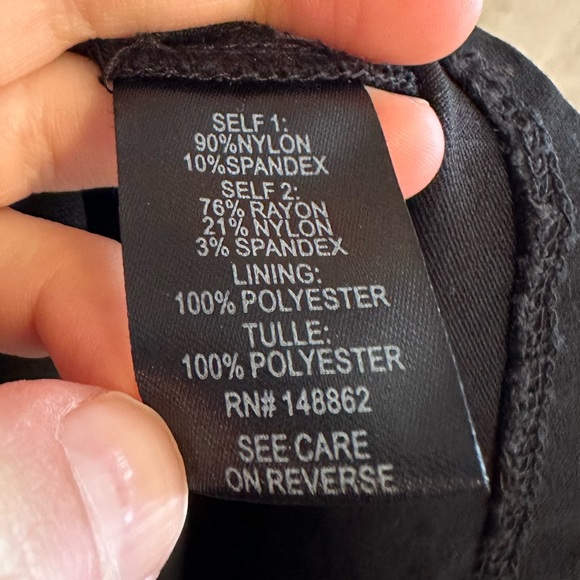 SELF 1:
90%NYLON
10%SPANDEX
SELF 2:
76% RAYON
21% NYLON
3% SPANDEX
LINING:
100% POLYESTER
TULLE:
100% POLYESTER
RN# 148862
SEE CARE
ON REVERSE